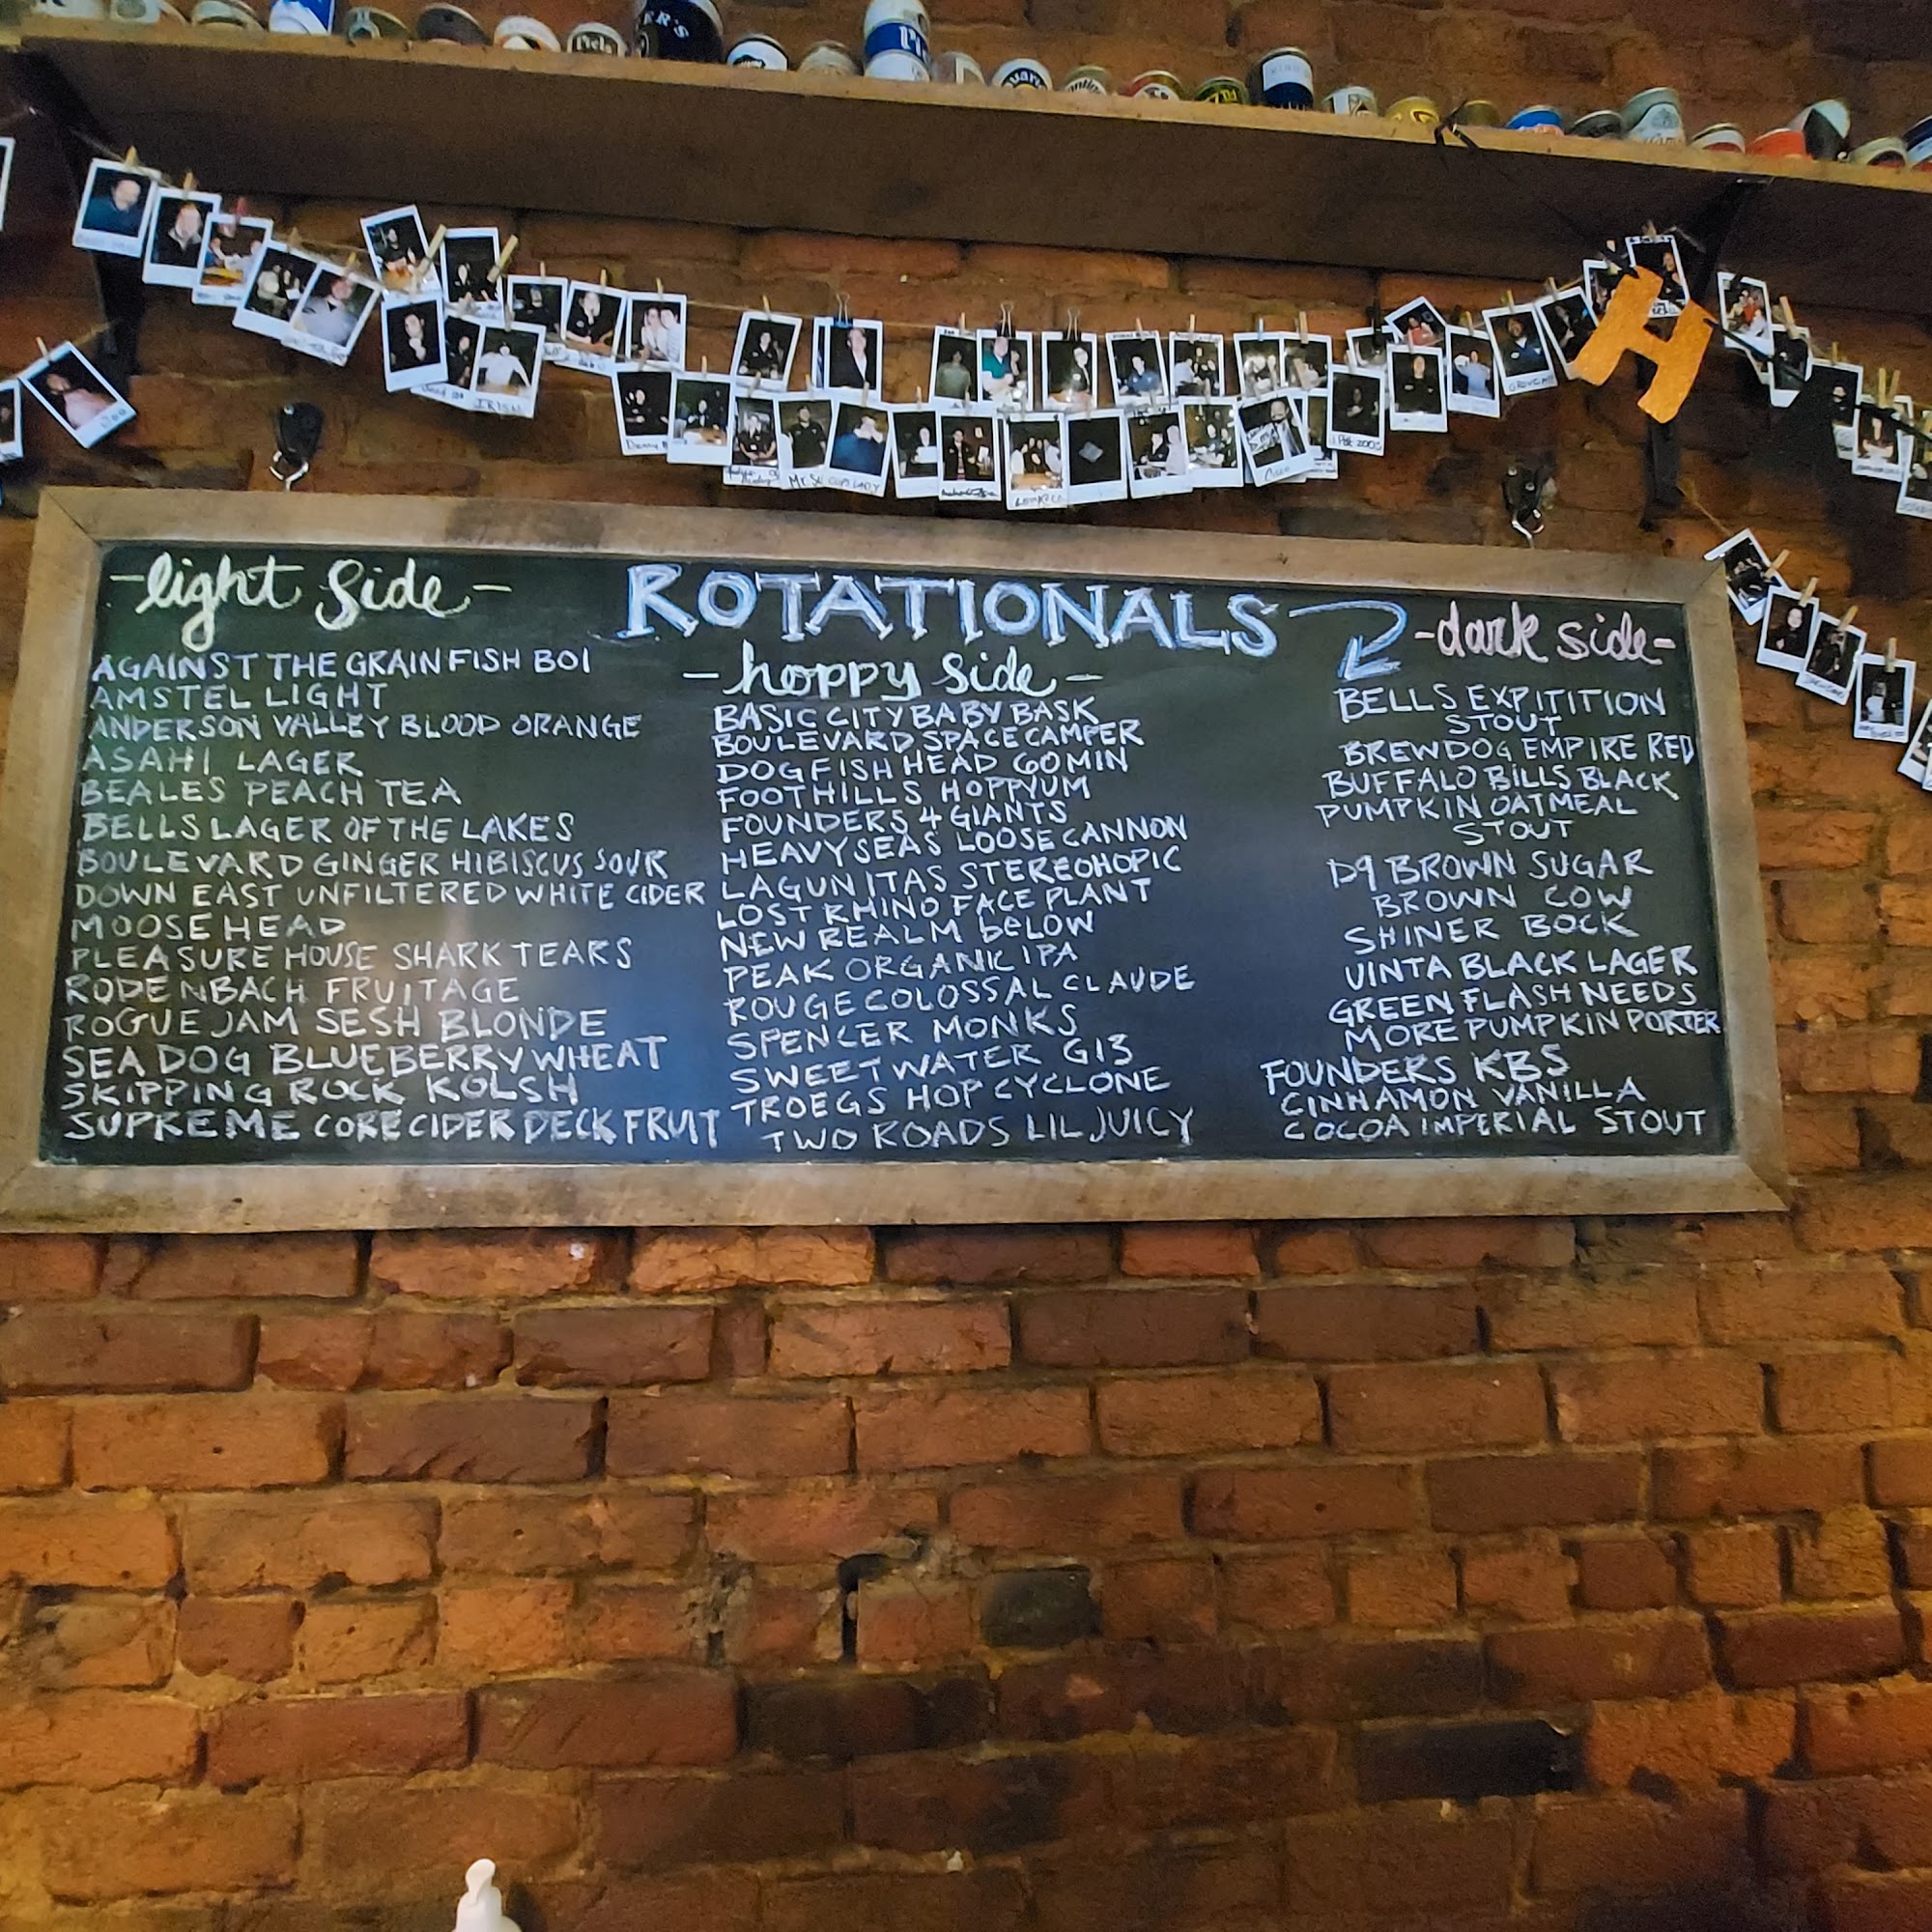 -light side-
ROTATIONALS
-dark side-
AGAINST THE GRAIN FISH BOI
AMSTEL LIGHT
ANDERSON VALLEY BLOOD ORANGE
ASAHI LAGER
BEALES PEACH TEA
BELLS LAGER OF THE LAKES
BOULEVARD GINGER HIBISCUS SOUR
DOWN EAST UNFILTERED WHITE CIDER
MOOSEHEAD
PLEASURE HOUSE SHARK TEARS
RODENBACH FRUITAGE
ROGUE JAM SESH BLONDE
SEA DOG BLUEBERRY WHEAT
SKIPPING ROCK KOLSH
SUPREME CORE CIDER DECK FRUIT
-hoppy side-
BASIC CITY BABY BASK
BOULEVARD SPACE CAMPER
DOGFISH HEAD 60 MIN
FOOTHILLS HOPPYUM
FOUNDERS 4 GIANTS
HEAVY SEAS LOOSE CANNON
LAGUNITAS STEREOHOPIC
LOST RHINO FACE PLANT
NEW REALM beLOW
PEAK ORGANIC IPA
ROUGE COLOSSAL CLAUDE
SPENCER MONKS
SWEETWATER G13
TROEGS HOP CYCLONE
TWO ROADS LIL JUICY
BELLS EXPITITION
STOUT
BREWDOG EMPIRE RED
BUFFALO BILLS BLACK
PUMPKIN OATMEAL
STOUT
D9 BROWN SUGAR
BROWN COW
SHINER BOCK
UINTA BLACK LAGER
GREEN FLASH NEEDS
MORE PUMPKIN PORTER
FOUNDERS KBS
CINNAMON VANILLA
COCOA IMPERIAL STOUT
H